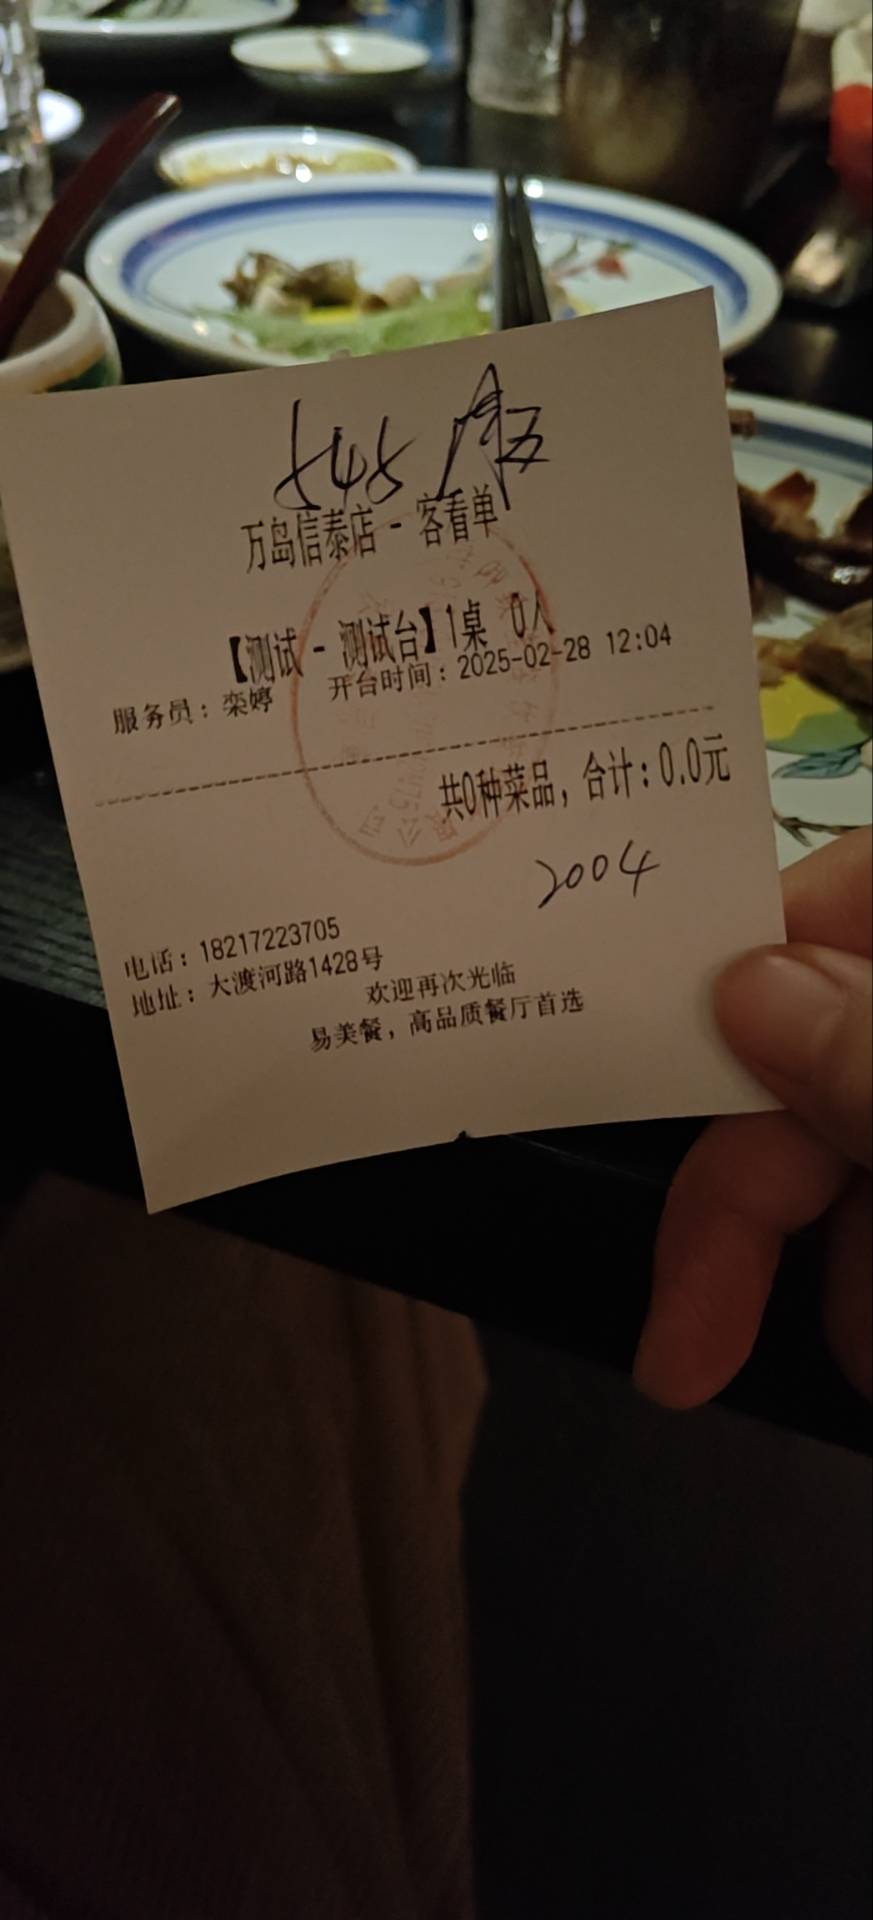 万岛信泰店 - 客看单
【测试 - 测试台】1桌 0人
服务员：栾婷 开台时间：2025-02-28 12:04
共0种菜品，合计：0.0元
2004
电话：18217223705
地址：大渡河路1428号
欢迎再次光临
易美餐，高品质餐厅首选